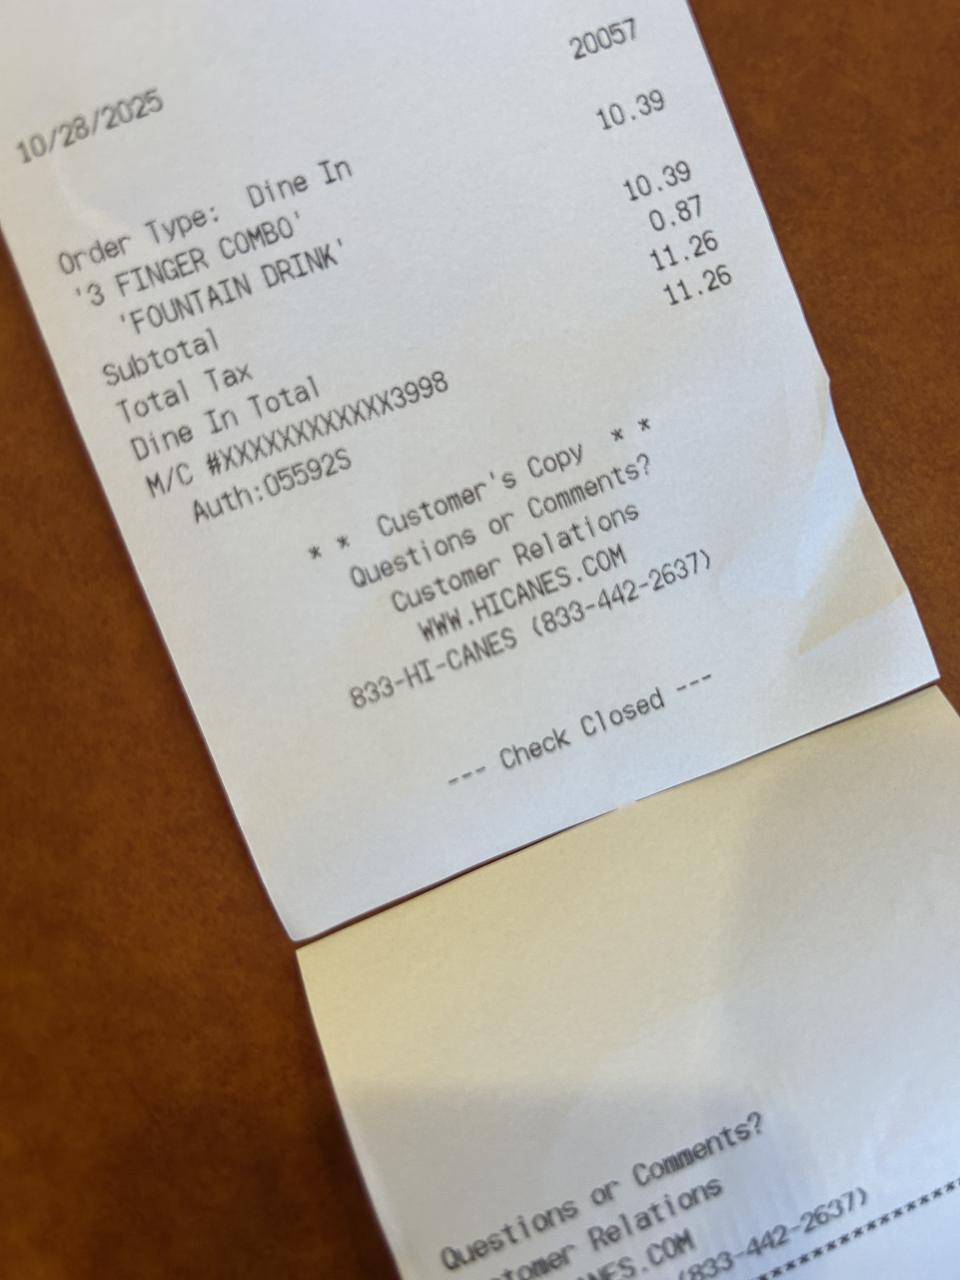 20057
10/28/2025
Order Type: Dine In
'3 FINGER COMBO' 10.39
'FOUNTAIN DRINK'
Subtotal 10.39
Total Tax 0.87
Dine In Total 11.26
M/C #XXXXXXXXXXXX3998 11.26
Auth:05592S
* * Customer's Copy * *
Questions or Comments?
Customer Relations
WWW.HICANES.COM
833-HI-CANES (833-442-2637)
--- Check Closed ---
Questions or Comments?
tomer Relations
ANES.COM
(833-442-2637)